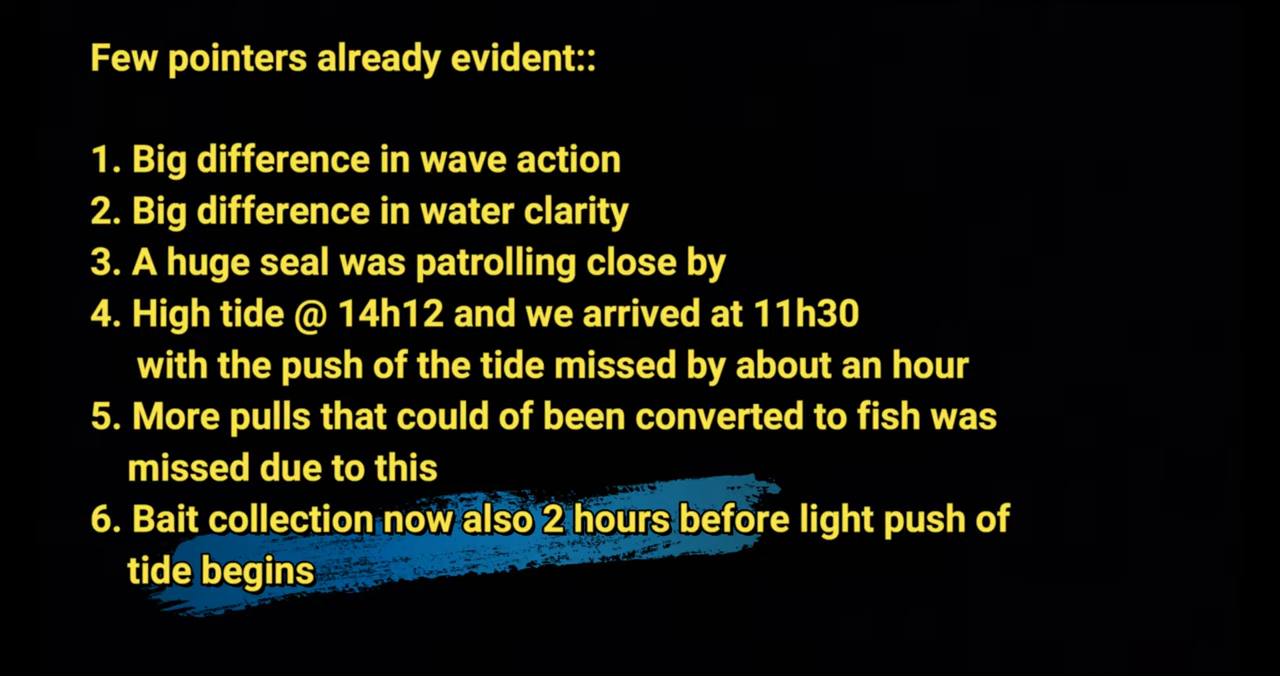 Few pointers already evident::
1. Big difference in wave action
2. Big difference in water clarity
3. A huge seal was patrolling close by
4. High tide @ 14h12 and we arrived at 11h30
with the push of the tide missed by about an hour
5. More pulls that could of been converted to fish was
missed due to this
6. Bait collection now also 2 hours before light push of
tide begins